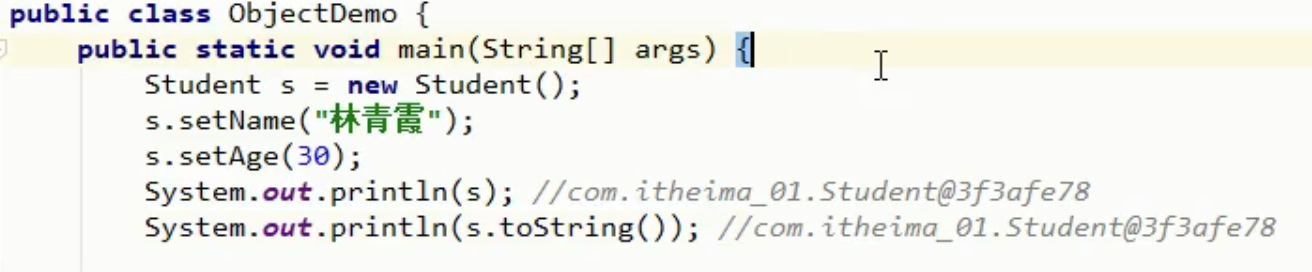 public class ObjectDemo {
    public static void main(String[] args) {
        Student s = new Student();
        s.setName("林青霞");
        s.setAge(30);
        System.out.println(s); //com.itheima_01.Student@3f3afe78
        System.out.println(s.toString()); //com.itheima_01.Student@3f3afe78